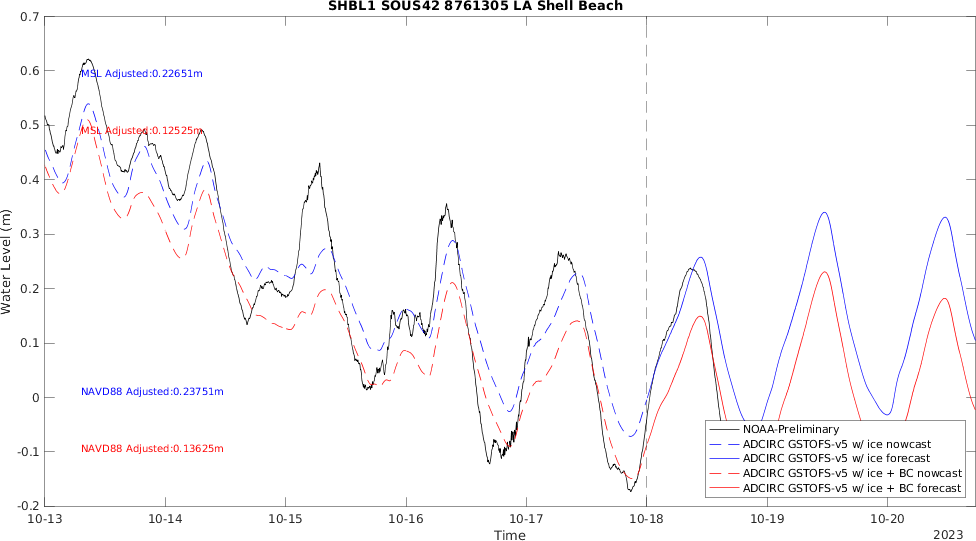 SHBL1 SOUS42 8761305 LA Shell Beach
0.7
0.6
0.5
0.4
0.3
0.2
0.1
0
-0.1
-0.2
Water Level (m)
MSL Adjusted:0.22651m
MSL Adjusted:0.12525m
NAVD88 Adjusted:0.23751m
NAVD88 Adjusted:0.13625m
NOAA-Preliminary
ADCIRC GSTOFS-v5 w/ ice nowcast
ADCIRC GSTOFS-v5 w/ ice forecast
ADCIRC GSTOFS-v5 w/ ice + BC nowcast
ADCIRC GSTOFS-v5 w/ ice + BC forecast
10-13 10-14 10-15 10-16 10-17 10-18 10-19 10-20
Time
2023